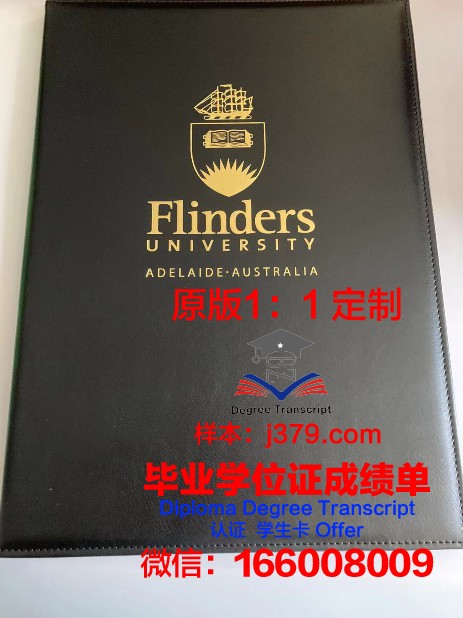 Flinders
UNIVERSITY
ADELAIDE·AUSTRALIA
原版1：1 定制
Degree Transcript
样本：j379.com
毕业学位证成绩单
Diploma Degree Transcript
认证 学生卡 Offer
微信：166008009